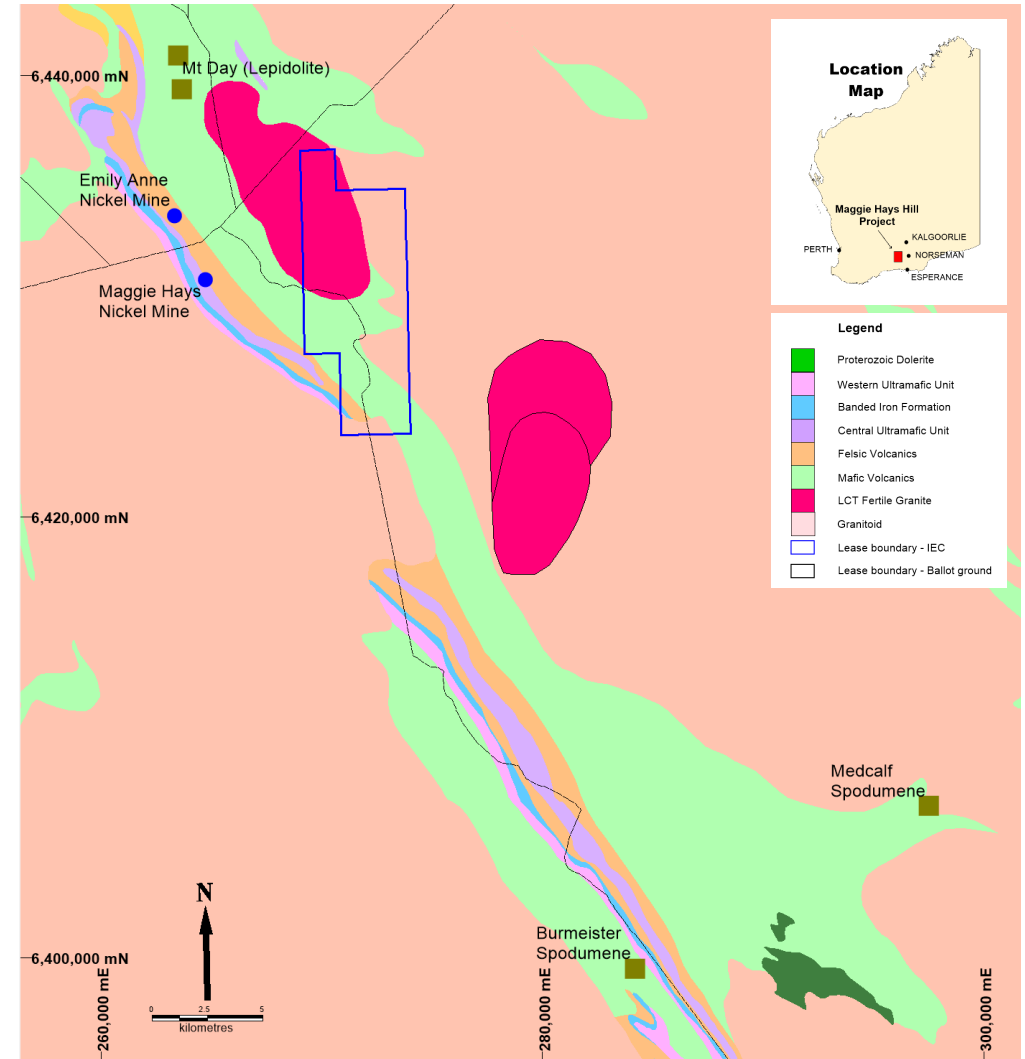 Mt Day (Lepidolite)
6,440,000 mN
Emily Anne
Nickel Mine
Maggie Hays
Nickel Mine
6,420,000 mN
Medcalf
Spodumene
Burmeister
Spodumene
6,400,000 mN
N
0 2.5 5
kilometres
260,000 mE
280,000 mE
300,000 mE
Location
Map
Maggie Hays Hill
Project
PERTH
KALGOORLIE
NORSEMAN
ESPERANCE
Legend
Proterozoic Dolerite
Western Ultramafic Unit
Banded Iron Formation
Central Ultramafic Unit
Felsic Volcanics
Mafic Volcanics
LCT Fertile Granite
Granitoid
Lease boundary - IEC
Lease boundary - Ballot ground